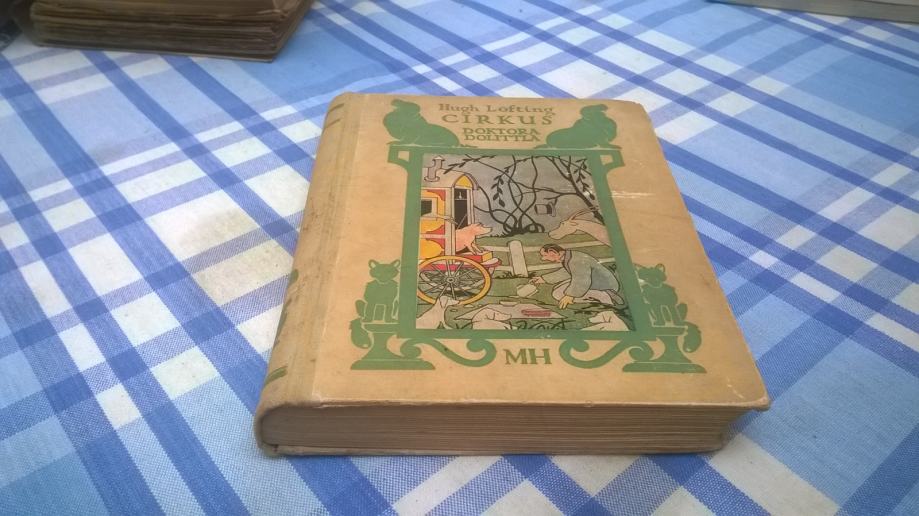 Hugh Lofting
CIRKUS
DOKTORA
DOLITTLA
MH